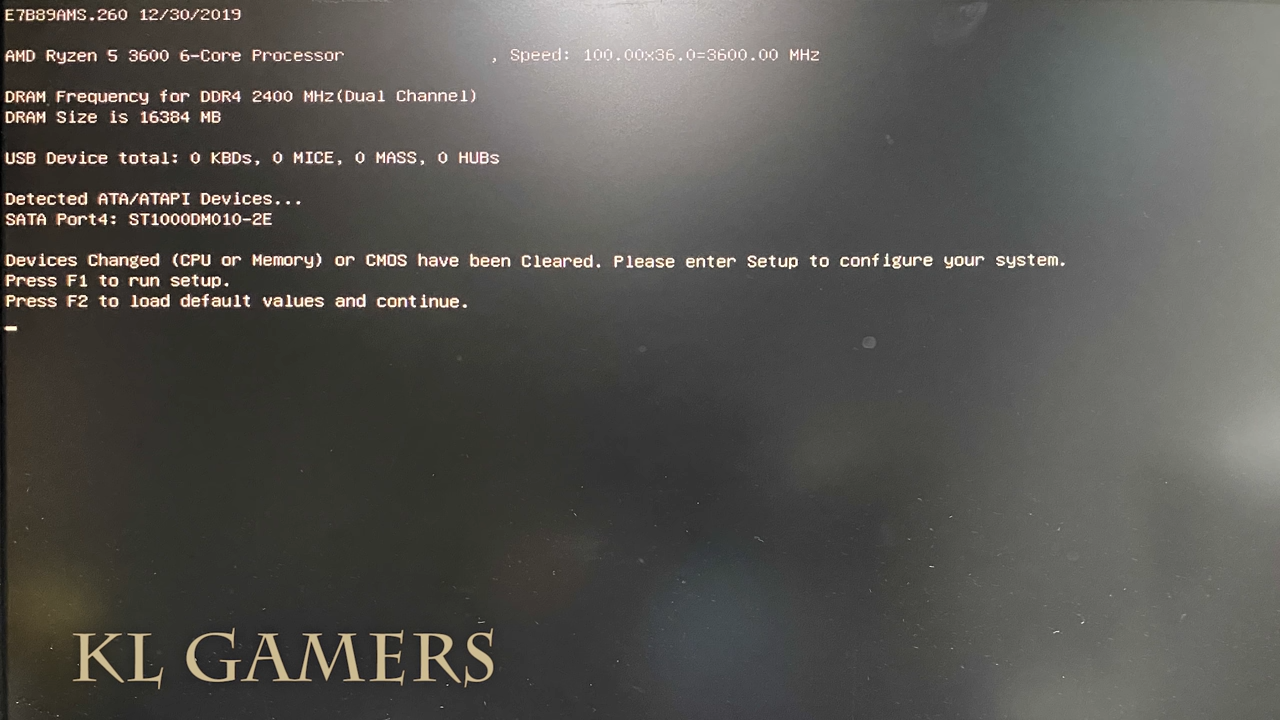 E7B89AMS.260 12/30/2019
AMD Ryzen 5 3600 6-Core Processor , Speed: 100.00x36.0=3600.00 MHz
DRAM Frequency for DDR4 2400 MHz(Dual Channel)
DRAM Size is 16384 MB
USB Device total: 0 KBDs, 0 MICE, 0 MASS, 0 HUBs
Detected ATA/ATAPI Devices...
SATA Port4: ST1000DM010-2E
Devices Changed (CPU or Memory) or CMOS have been Cleared. Please enter Setup to configure your system.
Press F1 to run setup.
Press F2 to load default values and continue.
KL GAMERS